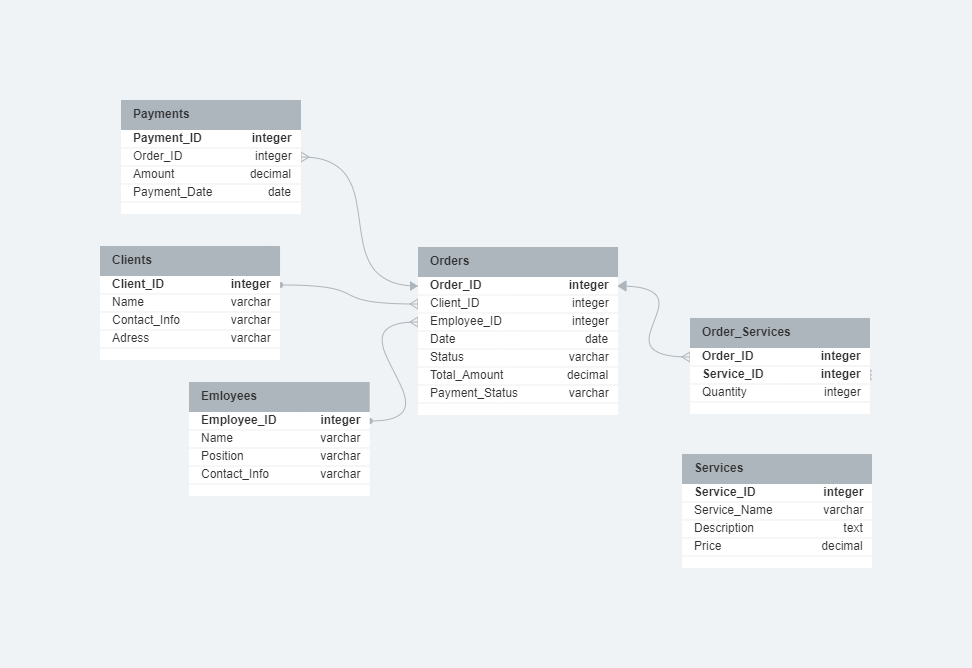 Payments
Payment_ID integer
Order_ID integer
Amount decimal
Payment_Date date
Clients
Client_ID integer
Name varchar
Contact_Info varchar
Adress varchar
Emloyees
Employee_ID integer
Name varchar
Position varchar
Contact_Info varchar
Orders
Order_ID integer
Client_ID integer
Employee_ID integer
Date date
Status varchar
Total_Amount decimal
Payment_Status varchar
Order_Services
Order_ID integer
Service_ID integer
Quantity integer
Services
Service_ID integer
Service_Name varchar
Description text
Price decimal